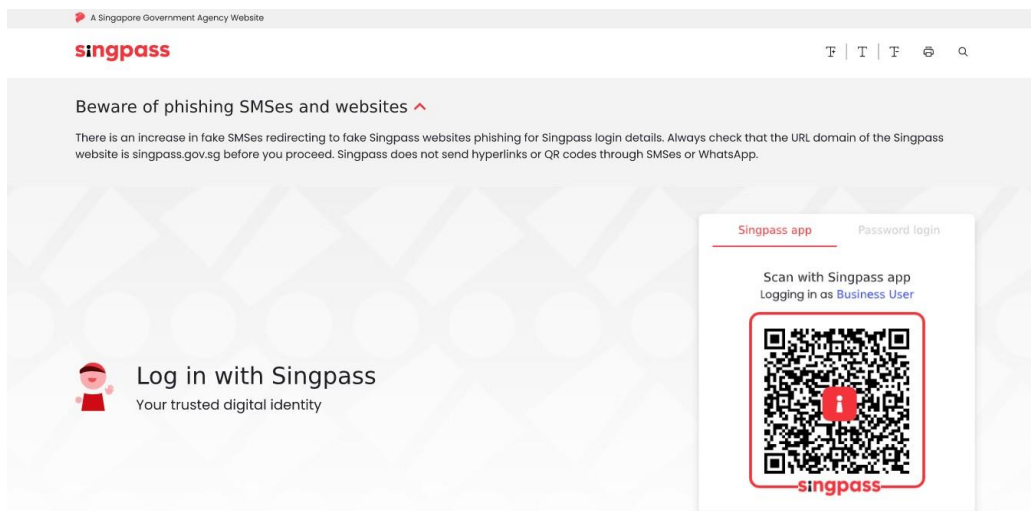 A Singapore Government Agency Website
singpass
T+ | T | T-
Beware of phishing SMSes and websites
There is an increase in fake SMSes redirecting to fake Singpass websites phishing for Singpass login details. Always check that the URL domain of the Singpass
website is singpass.gov.sg before you proceed. Singpass does not send hyperlinks or QR codes through SMSes or WhatsApp.
Singpass app
Password login
Scan with Singpass app
Logging in as Business User
singpass
Log in with Singpass
Your trusted digital identity